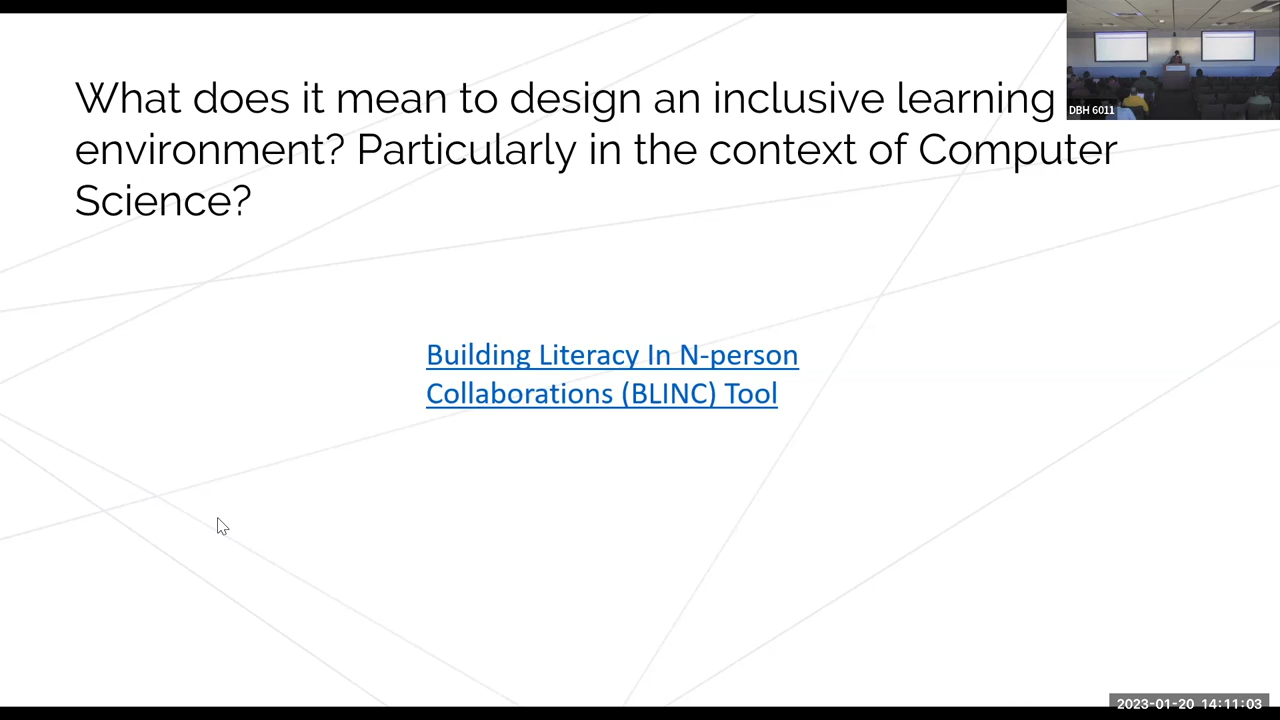 What does it mean to design an inclusive learning
environment? Particularly in the context of Computer
Science?
DBH 6011
Building Literacy In N-person
Collaborations (BLINC) Tool
2023-01-20 14:11:03